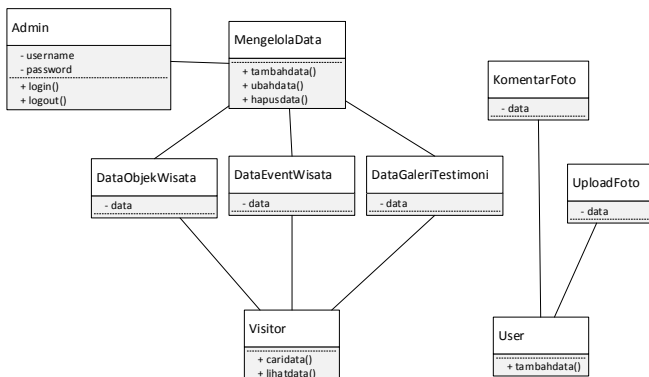 Admin
- username
- password
+ login()
+ logout()
MengelolaData
+ tambahdata()
+ ubahdata()
+ hapusdata()
KomentarFoto
- data
DataObjekWisata
- data
DataEventWisata
- data
DataGaleriTestimoni
- data
UploadFoto
- data
Visitor
+ caridata()
+ lihatdata()
User
+ tambahdata()